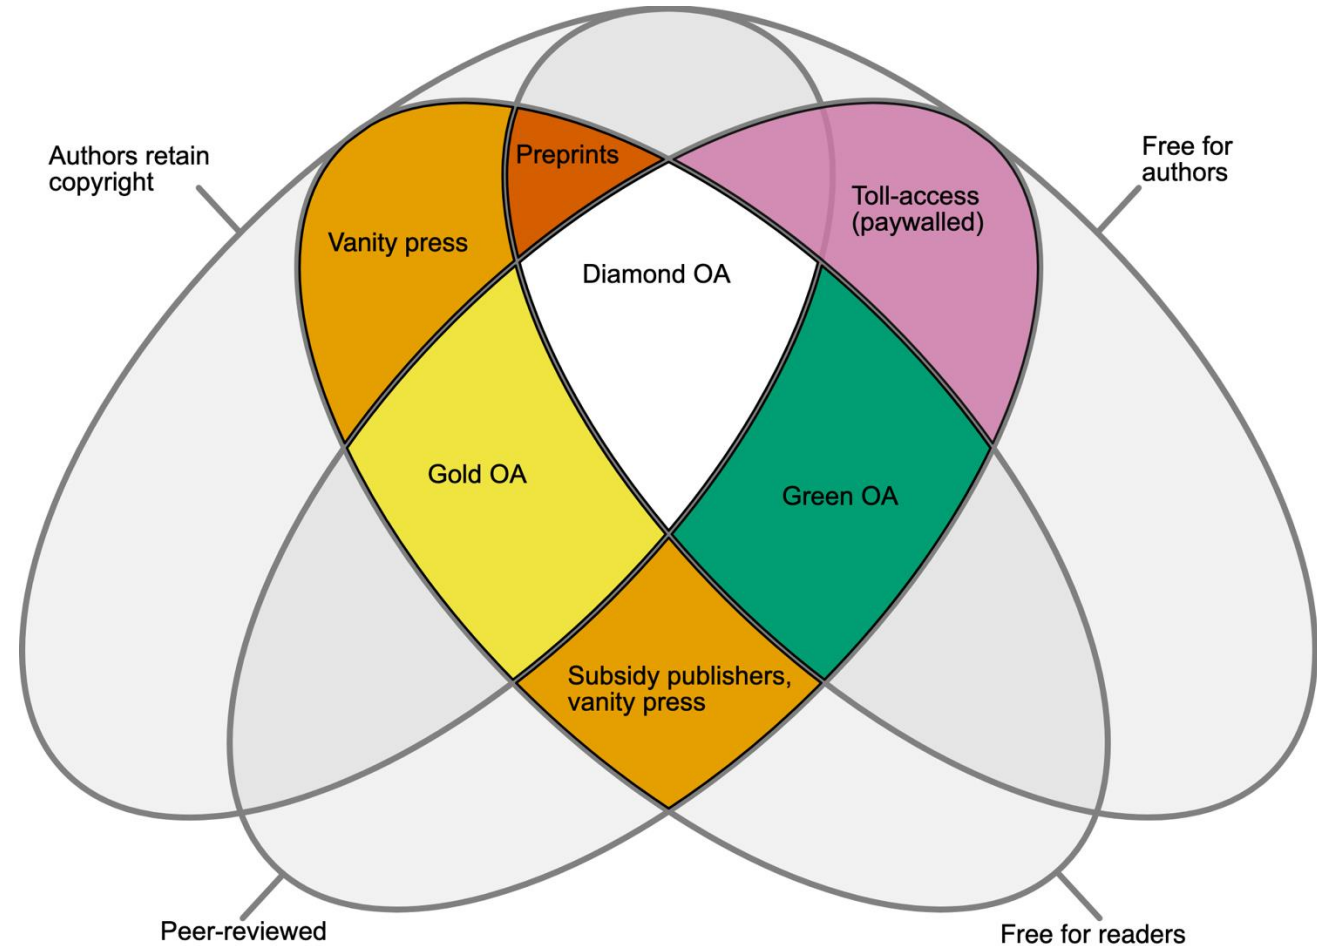 Authors retain
copyright
Free for
authors
Preprints
Toll-access
(paywalled)
Vanity press
Diamond OA
Gold OA
Green OA
Subsidy publishers,
vanity press
Peer-reviewed
Free for readers